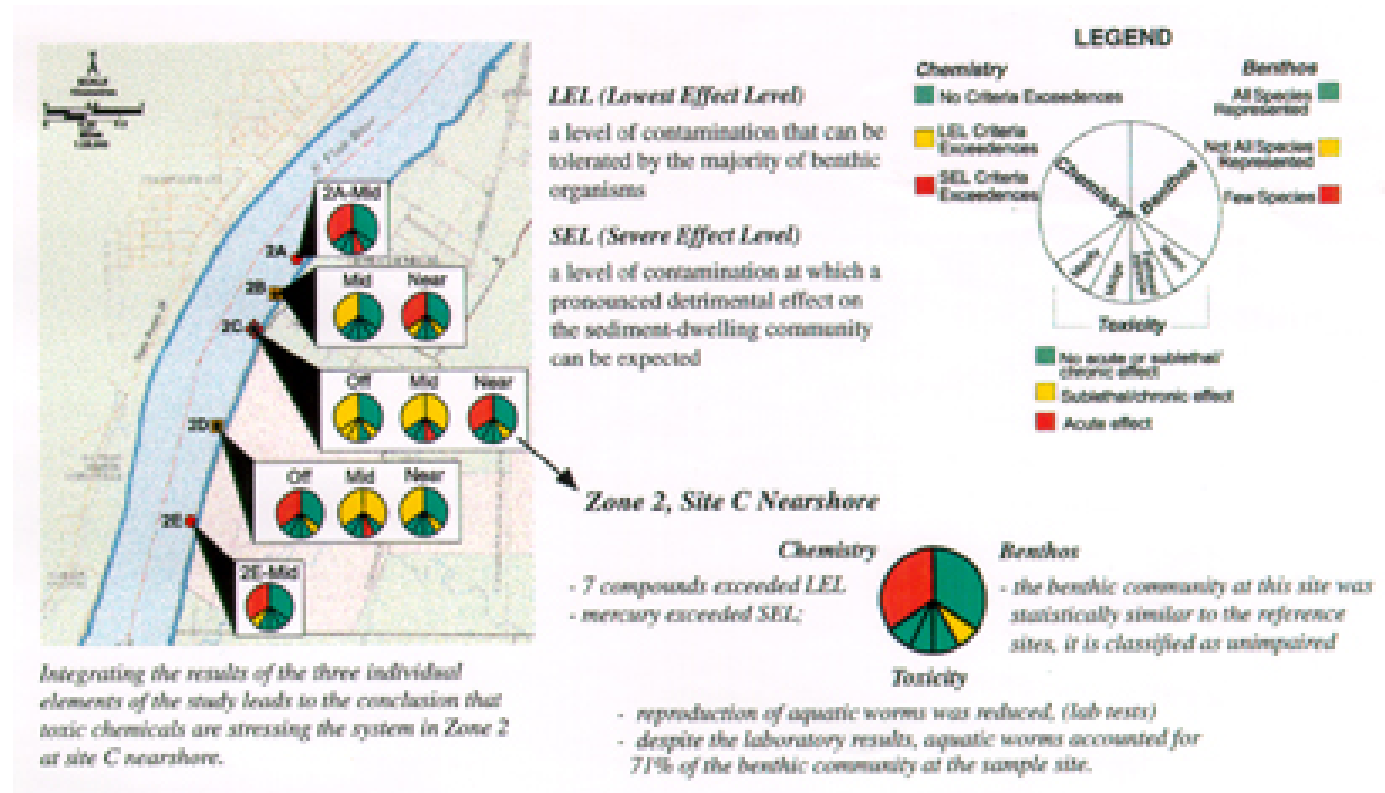 2A-Mid
2A
2B
Mid Near
2C
Off Mid Near
2D
Off Mid Near
2E
2E-Mid
Integrating the results of the three individual
elements of the study leads to the conclusion that
toxic chemicals are stressing the system in Zone 2
at site C nearshore.
LEL (Lowest Effect Level)
a level of contamination that can be
tolerated by the majority of benthic
organisms
SEL (Severe Effect Level)
a level of contamination at which a
pronounced detrimental effect on
the sediment-dwelling community
can be expected
LEGEND
Chemistry
No Criteria Exceedences
LEL Criteria
Exceedences
SEL Criteria
Exceedences
Benthos
All Species
Represented
Not All Species
Represented
Few Species
Chemistry
Benthos
Toxicity
No acute or sublethal/
chronic effect
Sublethal/chronic effect
Acute effect
Zone 2, Site C Nearshore
Chemistry
- 7 compounds exceeded LEL
- mercury exceeded SEL;
Benthos
- the benthic community at this site was
statistically similar to the reference
sites, it is classified as unimpaired
Toxicity
- reproduction of aquatic worms was reduced, (lab tests)
- despite the laboratory results, aquatic worms accounted for
71% of the benthic community at the sample site.